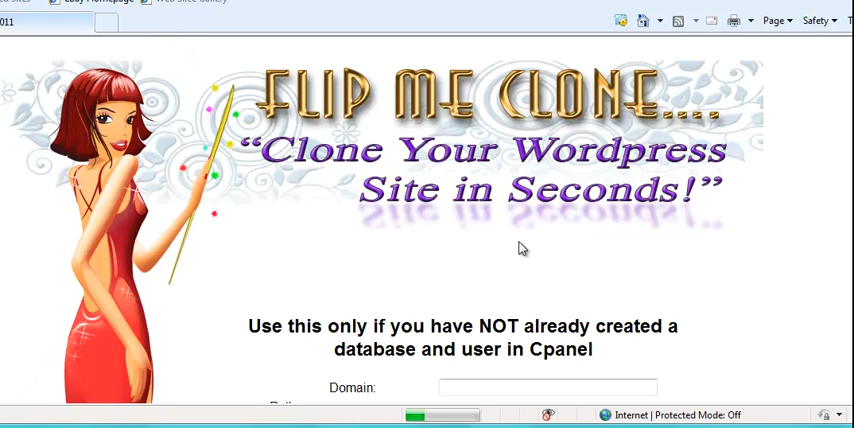 eBay Homepage
Web Slice Gallery
011
Page
Safety
FLIP ME CLONE....
“Clone Your Wordpress
Site in Seconds!”
Use this only if you have NOT already created a
database and user in Cpanel
Domain:
Internet | Protected Mode: Off